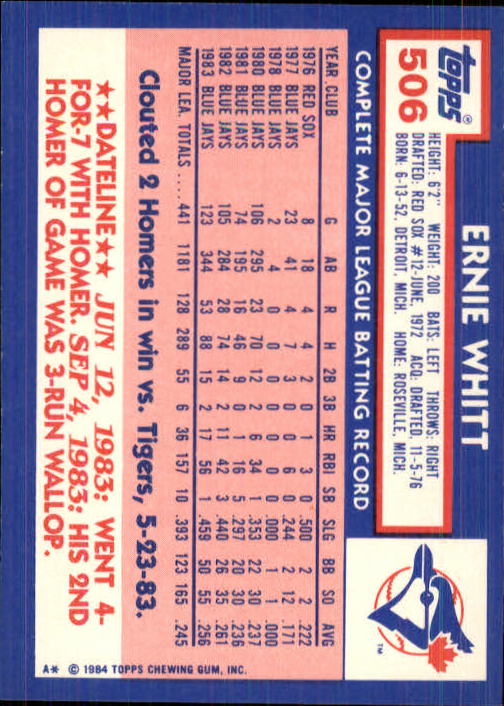 topps®
506
ERNIE WHITT
HEIGHT: 6'2" WEIGHT: 200 BATS: LEFT THROWS: RIGHT
DRAFTED: RED SOX #12-JUNE, 1972 ACQ: DRAFTED, 11-5-76
BORN: 6-13-52, DETROIT, MICH. HOME: ROSEVILLE, MICH.
TM
COMPLETE MAJOR LEAGUE BATTING RECORD
YEAR CLUB G AB R H 2B 3B HR RBI SB SLG BB SO AVG
1976 RED SOX 8 18 4 4 2 0 1 3 0 .500 2 2 .222
1977 BLUE JAYS 23 41 4 7 3 0 0 6 0 .244 2 12 .171
1978 BLUE JAYS 2 4 0 0 0 0 0 0 0 .000 1 1 .000
1980 BLUE JAYS 106 295 23 70 12 2 6 34 1 .353 22 30 .237
1981 BLUE JAYS 74 195 16 46 9 0 1 16 5 .297 20 30 .236
1982 BLUE JAYS 105 284 28 74 14 2 11 42 3 .440 26 35 .261
1983 BLUE JAYS 123 344 53 88 15 2 17 56 1 .459 50 55 .256
MAJOR LEA. TOTALS .... 441 1181 128 289 55 6 36 157 10 .393 123 165 .245
Clouted 2 Homers in win vs. Tigers, 5-23-83.
★★DATELINE★★ JUN 12, 1983: WENT 4-
FOR-7 WITH HOMER. SEP 4, 1983: HIS 2ND
HOMER OF GAME WAS 3-RUN WALLOP.
A* © 1984 TOPPS CHEWING GUM, INC.